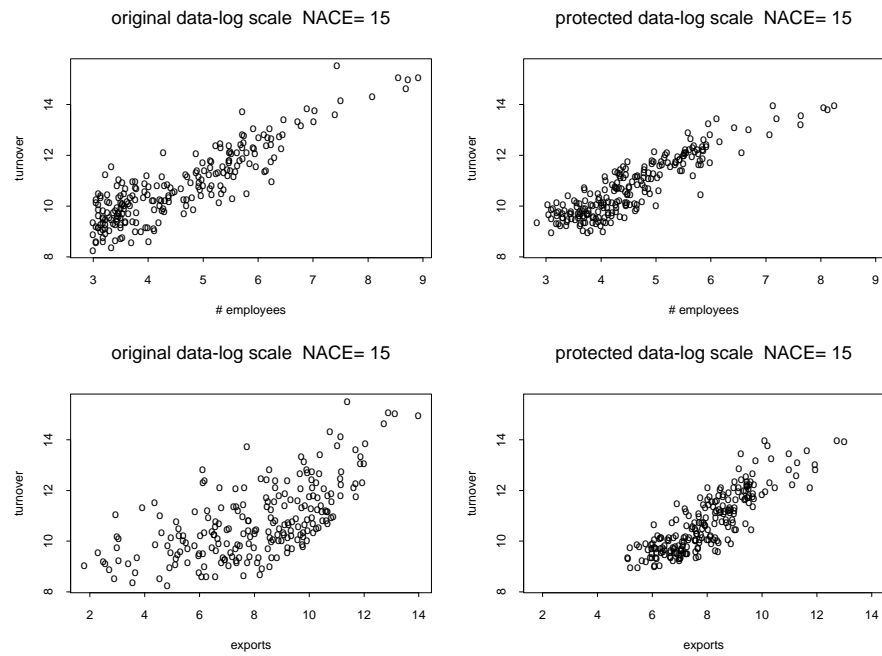 original data-log scale NACE= 15
turnover
14
12
10
8
3 4 5 6 7 8 9
# employees
protected data-log scale NACE= 15
turnover
14
12
10
8
3 4 5 6 7 8 9
# employees
original data-log scale NACE= 15
turnover
14
12
10
8
2 4 6 8 10 12 14
exports
protected data-log scale NACE= 15
turnover
14
12
10
8
2 4 6 8 10 12 14
exports